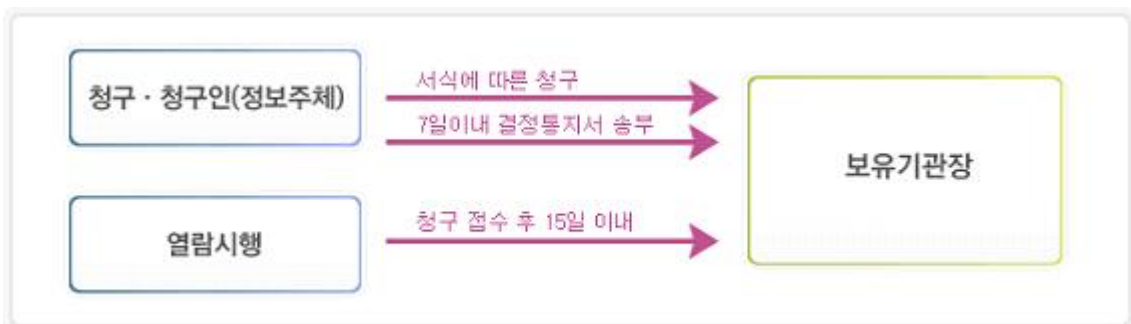 서식에 따른 청구
청구 · 청구인(정보주체)
7일이내 결정통지서 송부
보유기관장
청구 접수 후 15일 이내
열람시행